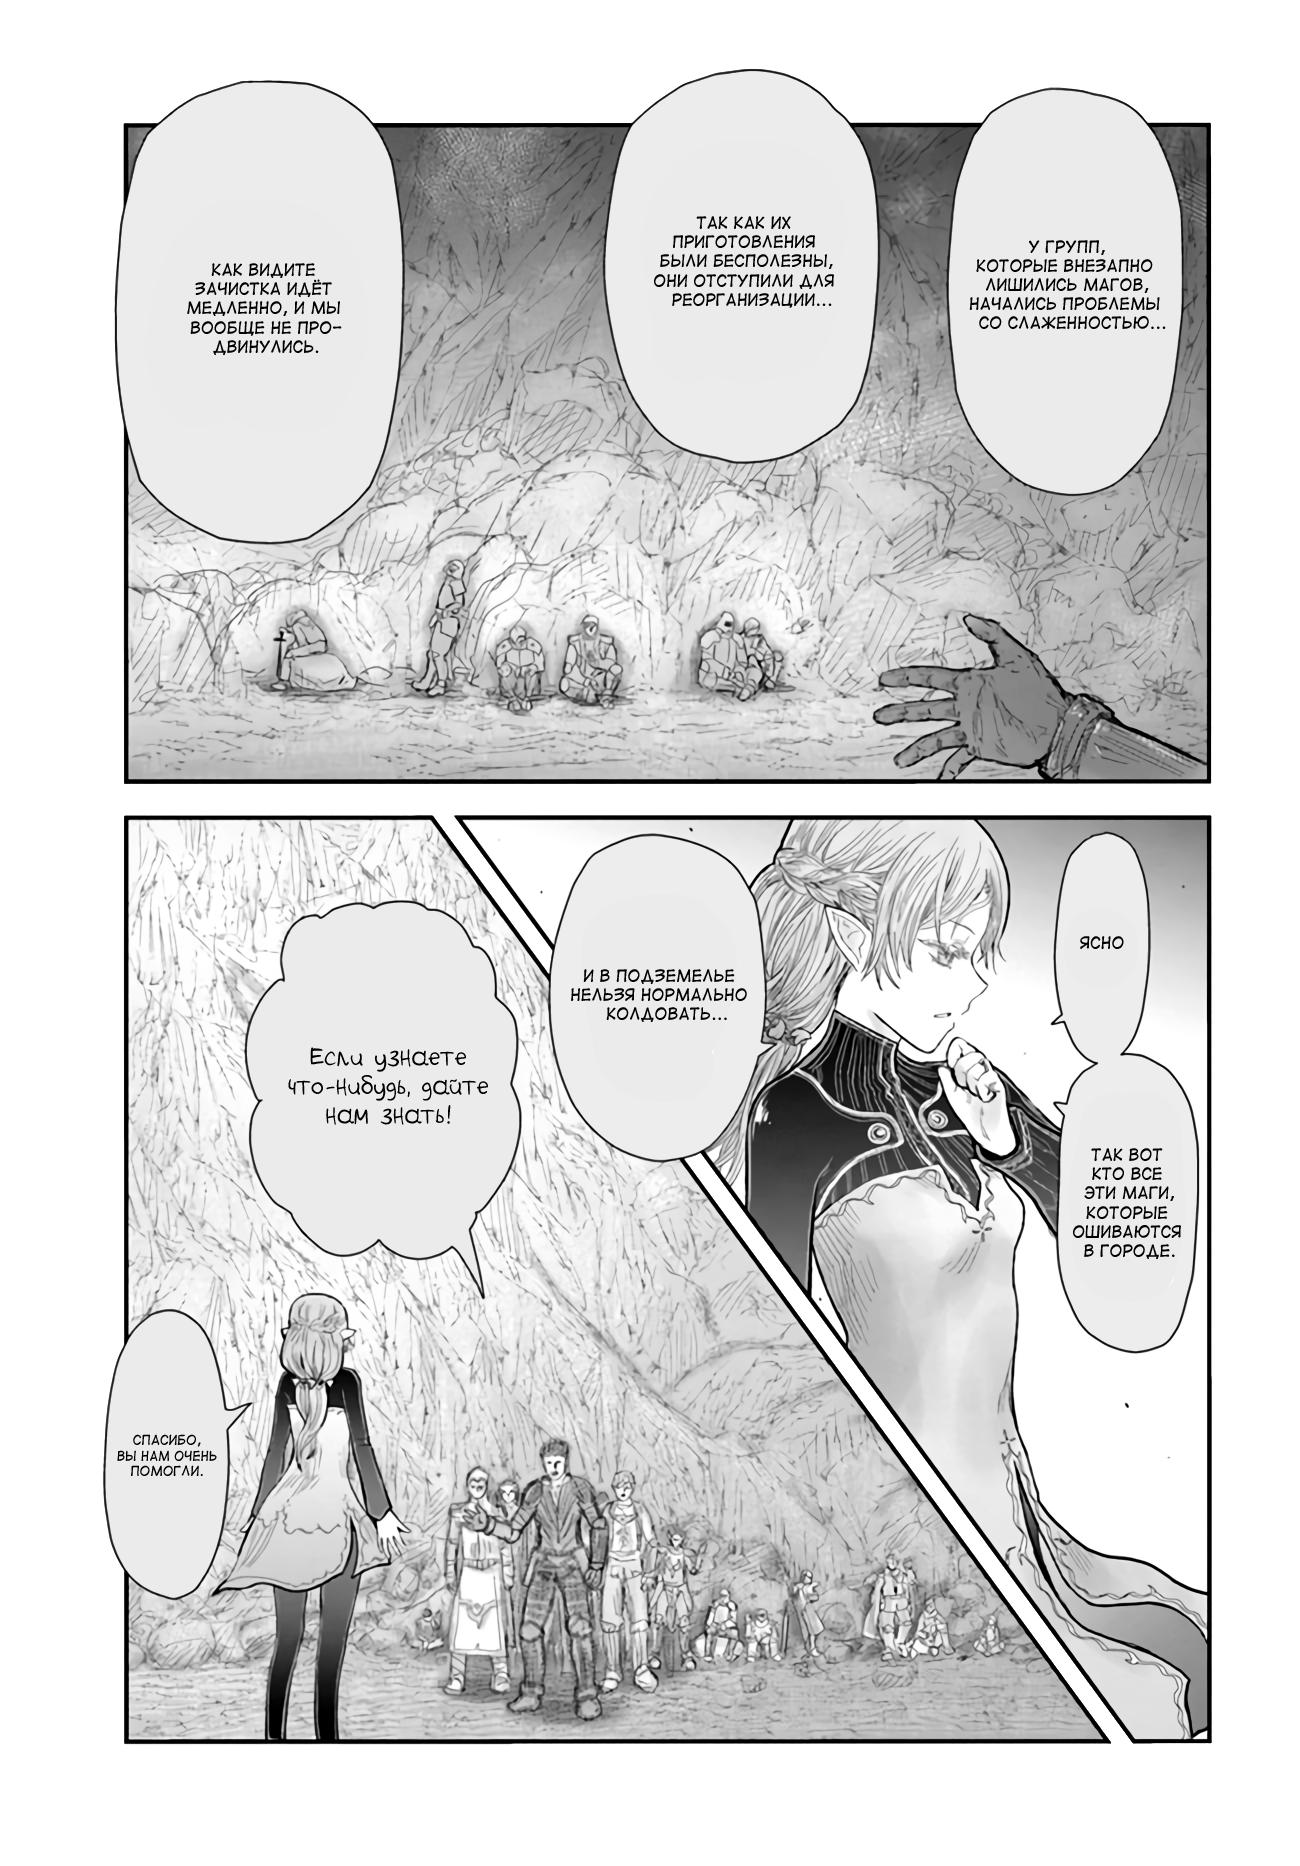 У ГРУПП,
КОТОРЫЕ ВНЕЗАПНО
ЛИШИЛИСЬ МАГОВ,
НАЧАЛИСЬ ПРОБЛЕМЫ
СО СЛАЖЕННОСТЬЮ...
ТАК КАК ИХ
ПРИГОТОВЛЕНИЯ
БЫЛИ БЕСПОЛЕЗНЫ,
ОНИ ОТСТУПИЛИ ДЛЯ
РЕОРГАНИЗАЦИИ...
КАК ВИДИТЕ
ЗАЧИСТКА ИДЁТ
МЕДЛЕННО, И МЫ
ВООБЩЕ НЕ ПРО-
ДВИНУЛИСЬ.
ЯСНО
ТАК ВОТ
КТО ВСЕ
ЭТИ МАГИ,
КОТОРЫЕ
ОШИВАЮТСЯ
В ГОРОДЕ.
И В ПОДЗЕМЕЛЬЕ
НЕЛЬЗЯ НОРМАЛЬНО
КОЛДОВАТЬ...
Если узнаете
что-нибудь, дайте
нам знать!
СПАСИБО,
ВЫ НАМ ОЧЕНЬ
ПОМОГЛИ.